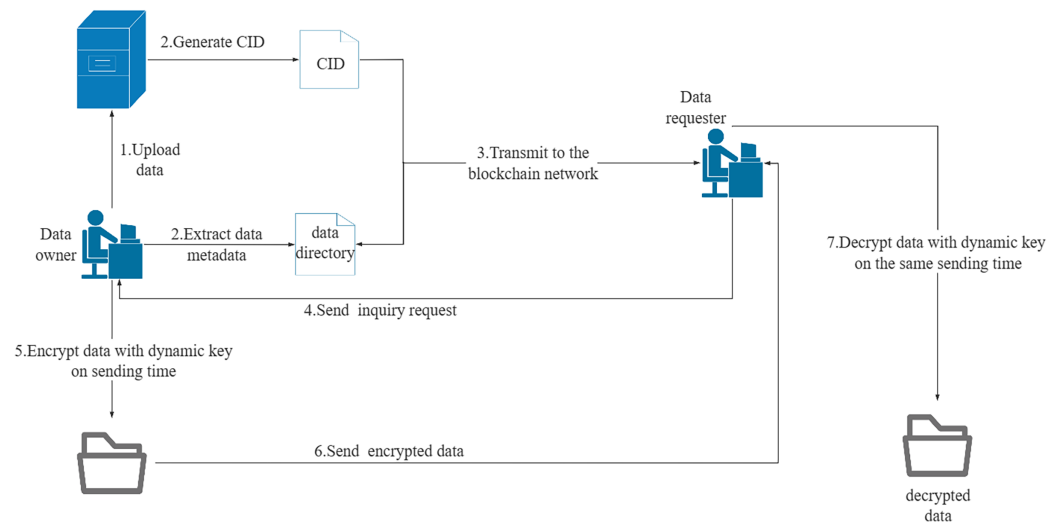 2.Generate CID
CID
Data
requester
1.Upload
data
3.Transmit to the
blockchain network
Data
owner
2.Extract data
metadata
data
directory
7.Decrypt data with dynamic key
on the same sending time
4.Send inquiry request
5.Encrypt data with dynamic key
on sending time
6.Send encrypted data
decrypted
data